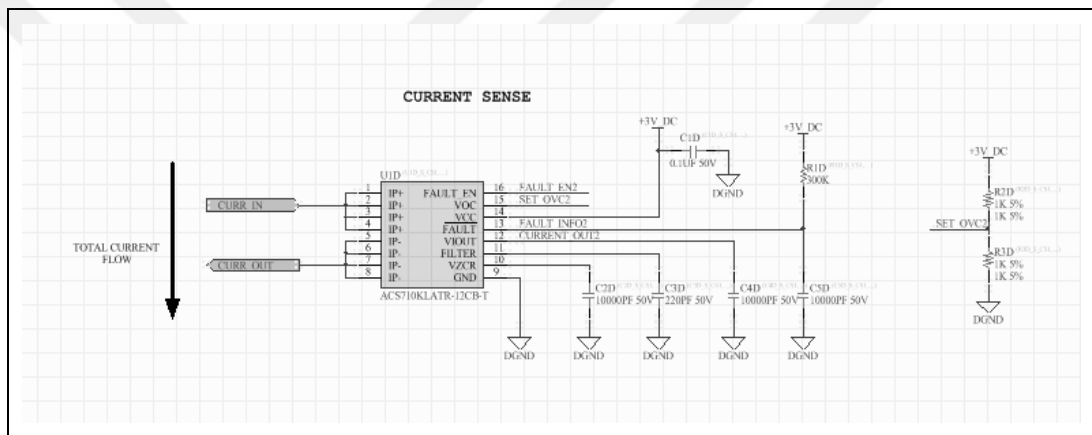 CURRENT SENSE
+3V_DC
+3V_DC
+3V_DC
C1D
0.1UF 50V
DGND
R1D
300K
U1D
1 IP+ FAULT_EN 16 FAULT_EN2
2 IP+ VOC 15 SET_OVC2
3 IP+ VCC 14
4 IP+ FAULT 13 FAULT_INFO2
5 IP- VIOUT 12 CURRENT_OUT2
6 IP- FILTER 11
7 IP- VZCR 10
8 IP- GND 9
ACS710KLATR-12CB-T
CURR_IN
CURR_OUT
TOTAL CURRENT
FLOW
R2D
1K 5%
1K 5%
SET_OVC2
R3D
1K 5%
1K 5%
DGND
C2D
10000PF 50V
C3D
220PF 50V
C4D
10000PF 50V
C5D
10000PF 50V
DGND
DGND
DGND
DGND
DGND